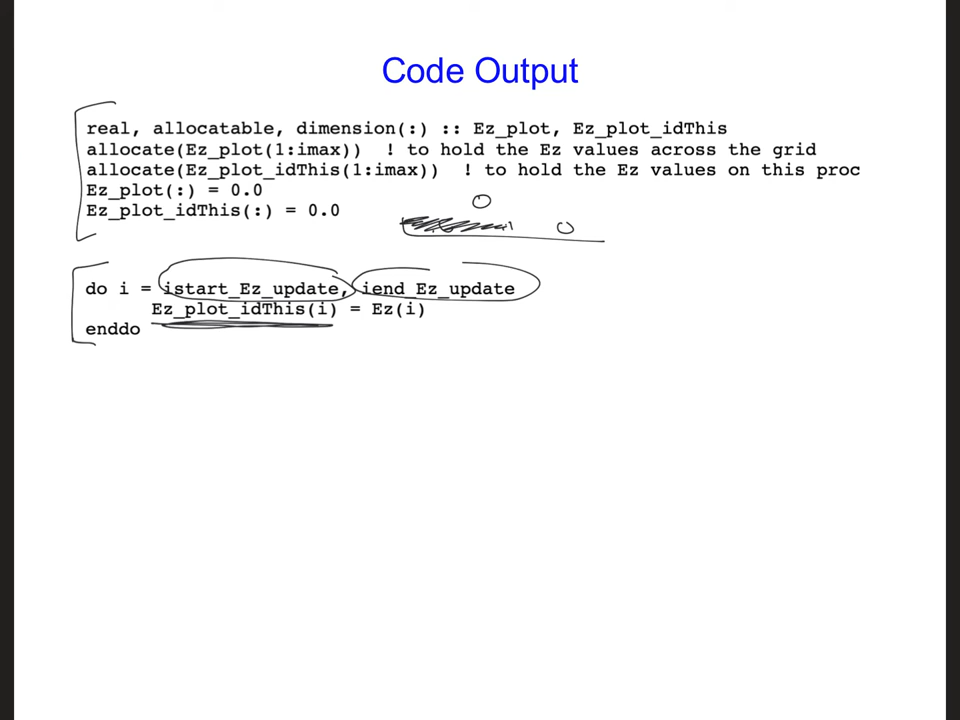 Code Output
real, allocatable, dimension(:) :: Ez_plot, Ez_plot_idThis
allocate(Ez_plot(1:imax))  ! to hold the Ez values across the grid
allocate(Ez_plot_idThis(1:imax))  ! to hold the Ez values on this proc
Ez_plot(:) = 0.0
Ez_plot_idThis(:) = 0.0
0
0
do i = istart_Ez_update, iend_Ez_update
Ez_plot_idThis(i) = Ez(i)
enddo